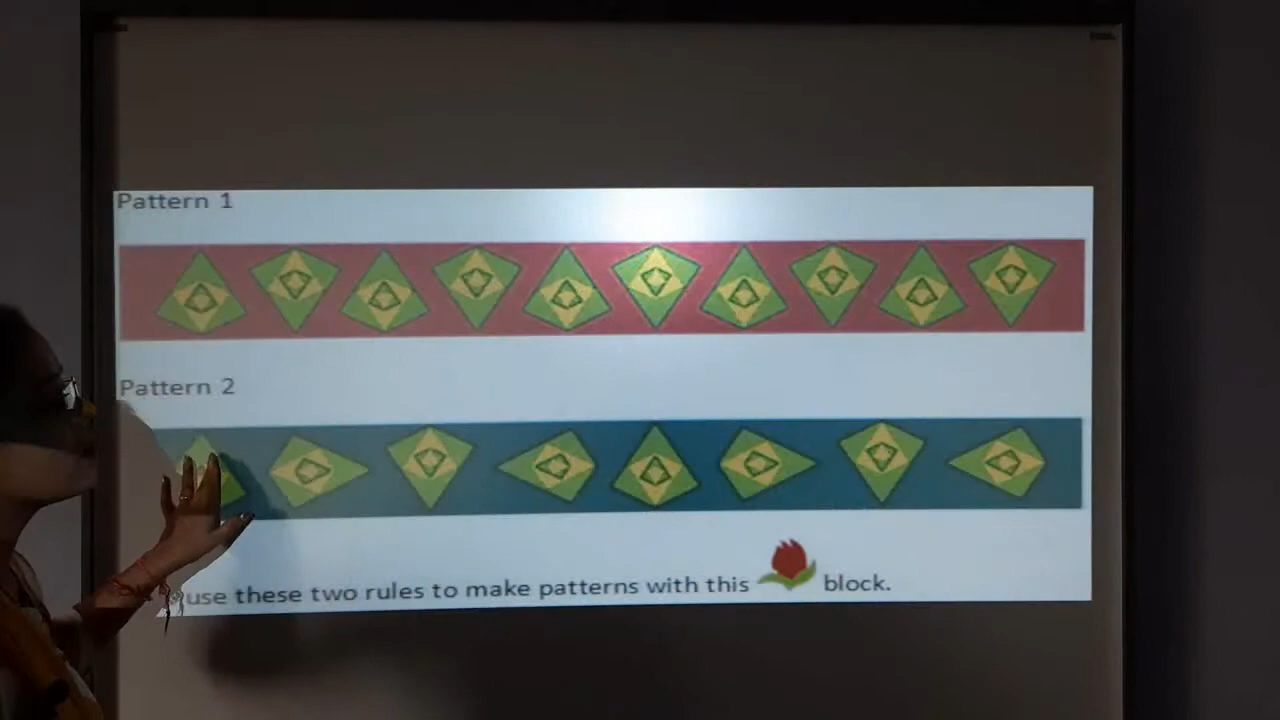 Pattern 1
Pattern 2
use these two rules to make patterns with this block.